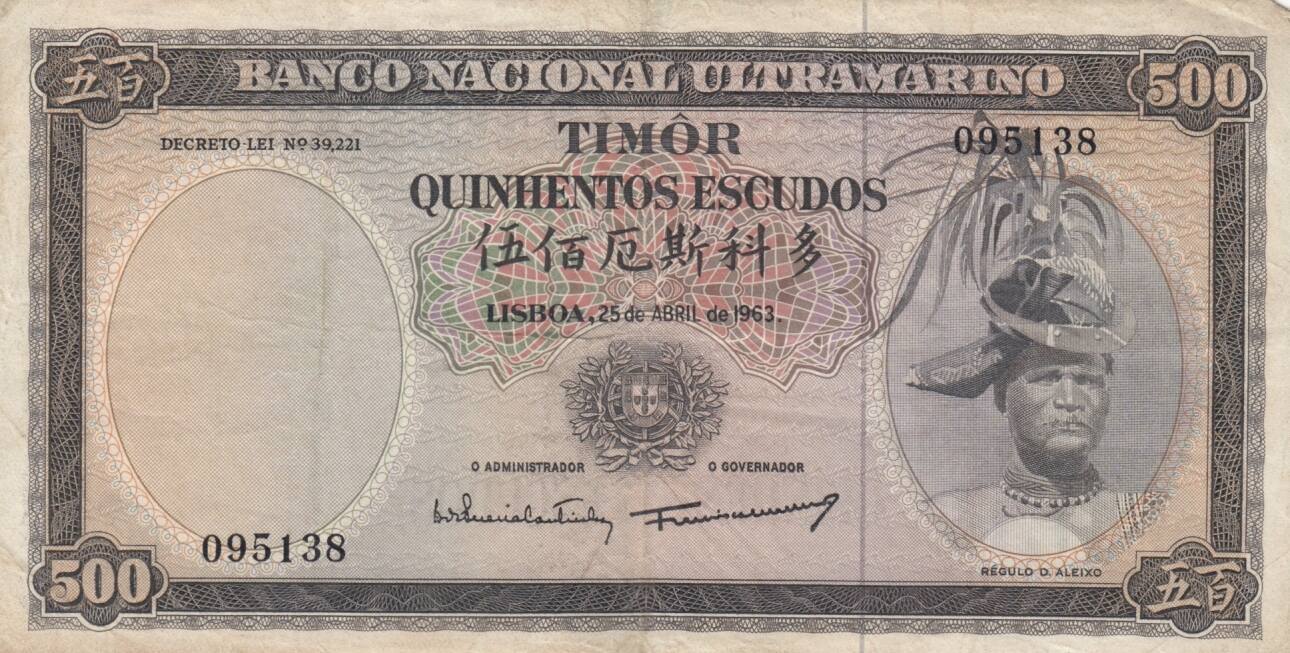 五百
BANCO NACIONAL ULTRAMARINO
500
DECRETO LEI Nº 39,221
TIMÔR
095138
QUINHENTOS ESCUDOS
伍佰厄斯科多
LISBOA, 25 de ABRIL de 1963.
O ADMINISTRADOR
O GOVERNADOR
095138
RÉGULO D. ALEIXO
500
五百